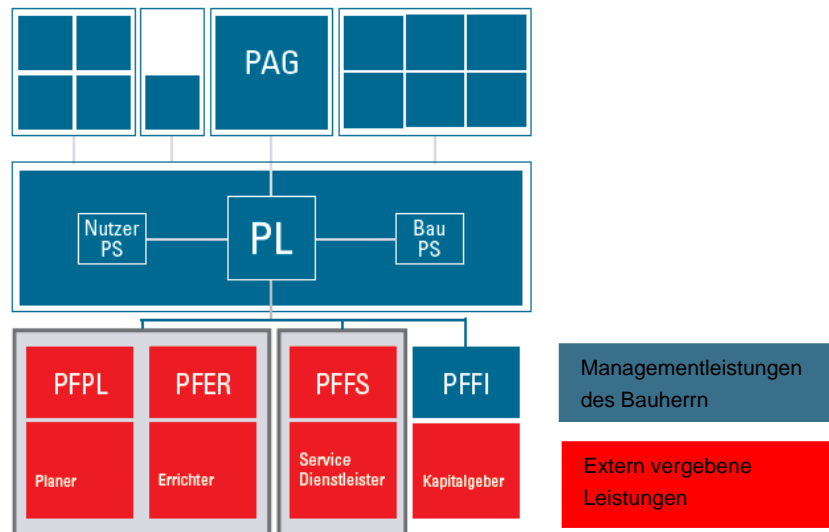 PAG
Nutzer
PS
PL
Bau
PS
PFPL
PFER
PFFS
PFFI
Planer
Errichter
Service
Dienstleister
Kapitalgeber
Managementleistungen
des Bauherrn
Extern vergebene
Leistungen